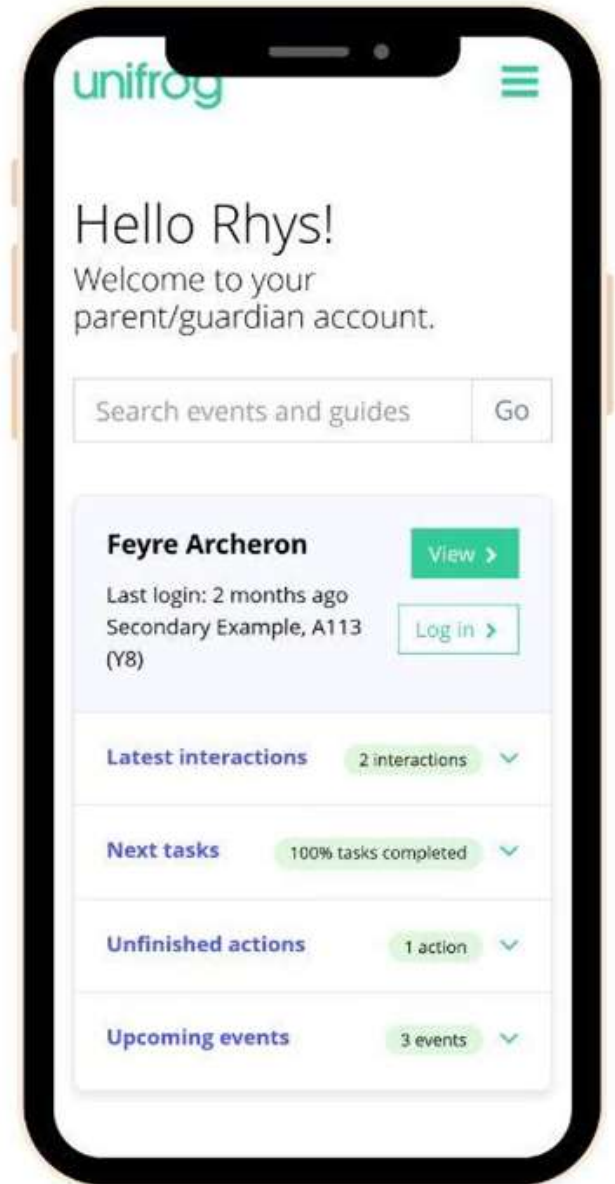 unifrog
Hello Rhys!
Welcome to your
parent/guardian account.
Search events and guides Go
Feyre Archeron
View >
Last login: 2 months ago
Secondary Example, A113
(Y8)
Log in >
Latest interactions 2 interactions
Next tasks 100% tasks completed
Unfinished actions 1 action
Upcoming events 3 events